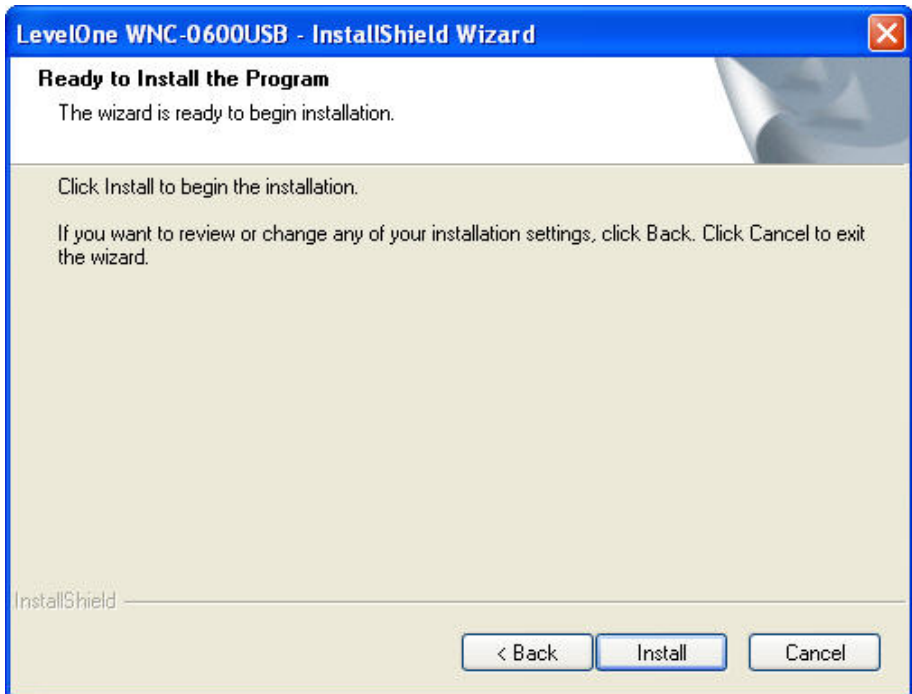 LevelOne WNC-0600USB - InstallShield Wizard
Ready to Install the Program
The wizard is ready to begin installation.
Click Install to begin the installation.
If you want to review or change any of your installation settings, click Back. Click Cancel to exit
the wizard.
InstallShield
< Back Install Cancel